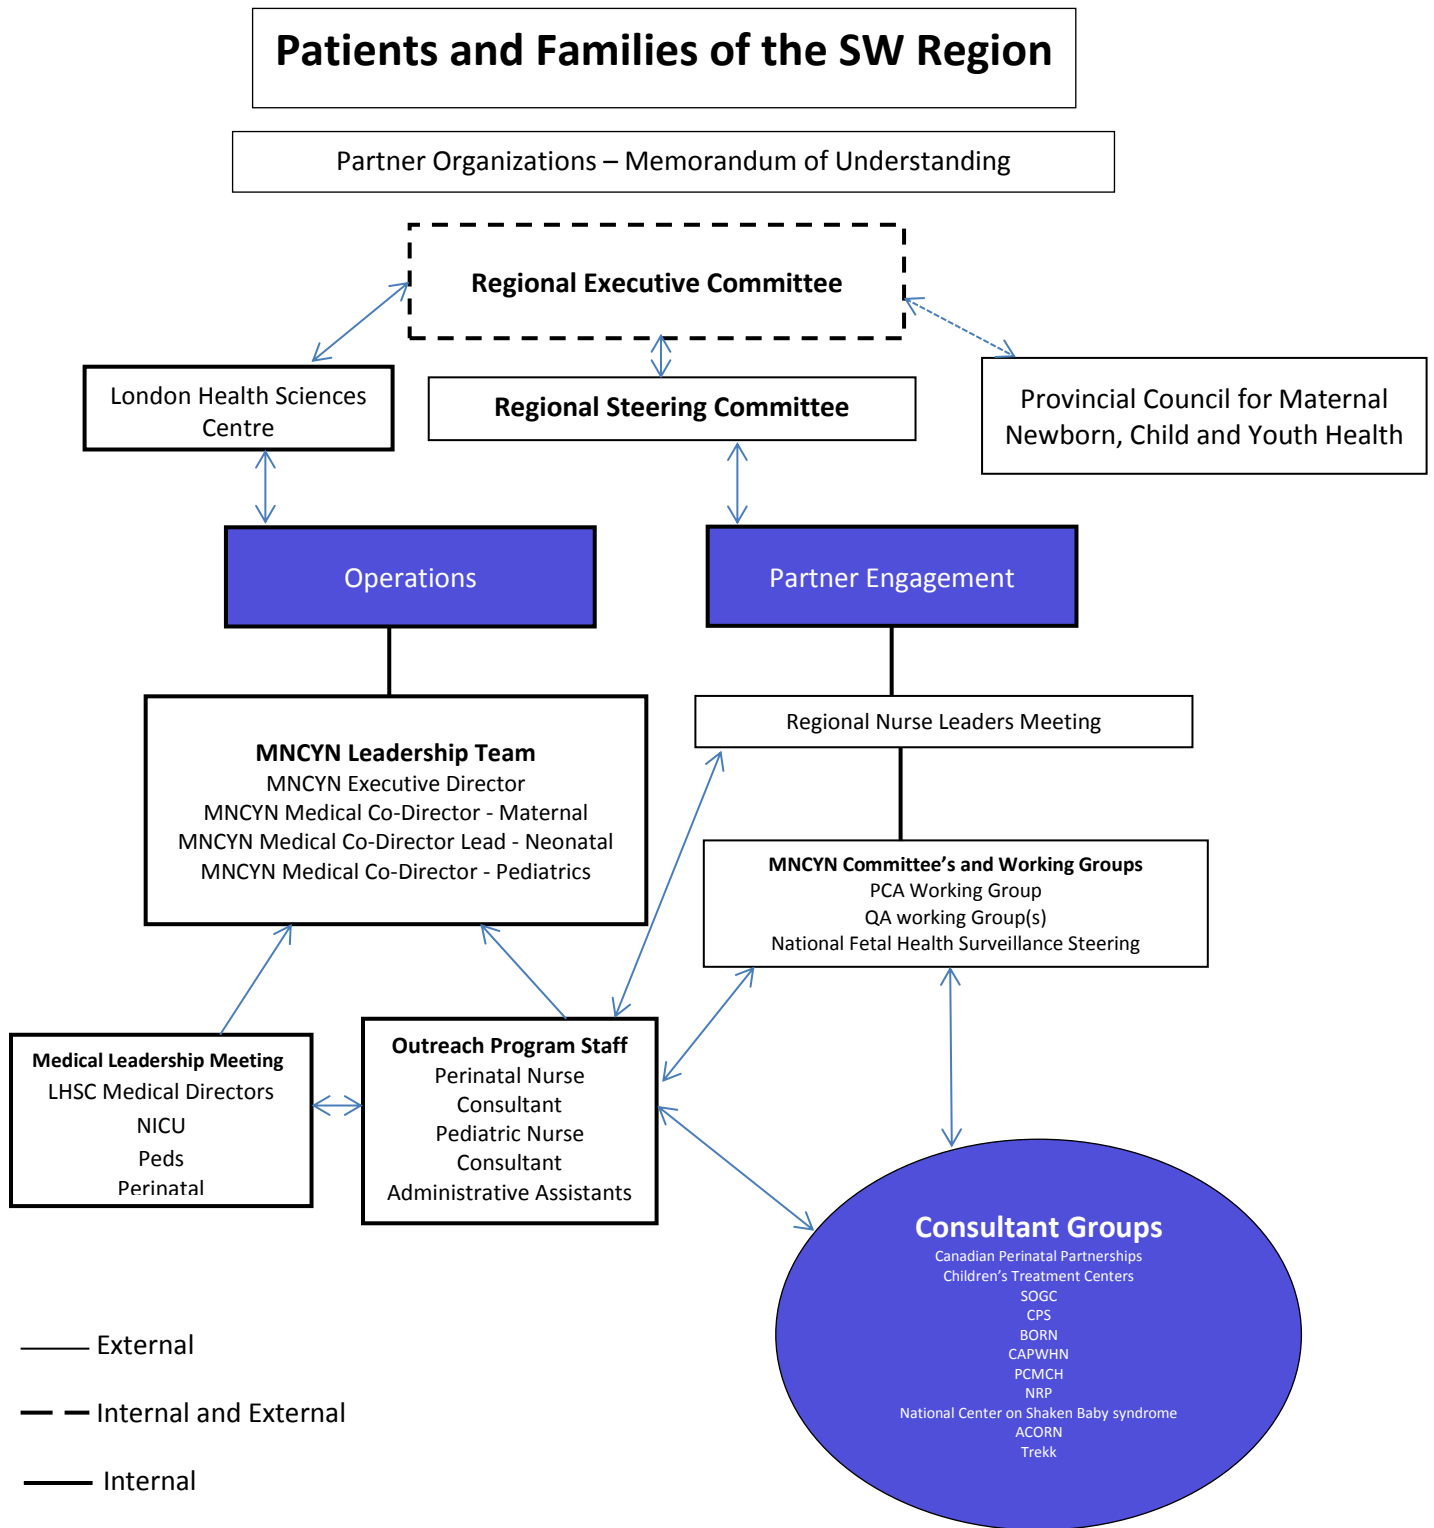 Patients and Families of the SW Region
Partner Organizations – Memorandum of Understanding
Regional Executive Committee
London Health Sciences
Centre
Regional Steering Committee
Provincial Council for Maternal
Newborn, Child and Youth Health
Operations
Partner Engagement
MNCYN Leadership Team
MNCYN Executive Director
MNCYN Medical Co-Director - Maternal
MNCYN Medical Co-Director Lead - Neonatal
MNCYN Medical Co-Director - Pediatrics
Regional Nurse Leaders Meeting
MNCYN Committee’s and Working Groups
PCA Working Group
QA working Group(s)
National Fetal Health Surveillance Steering
Medical Leadership Meeting
LHSC Medical Directors
NICU
Peds
Perinatal
Outreach Program Staff
Perinatal Nurse
Consultant
Pediatric Nurse
Consultant
Administrative Assistants
Consultant Groups
Canadian Perinatal Partnerships
Children’s Treatment Centers
SOGC
CPS
BORN
CAPWHN
PCMCH
NRP
National Center on Shaken Baby syndrome
ACORN
Trekk
External
Internal and External
Internal